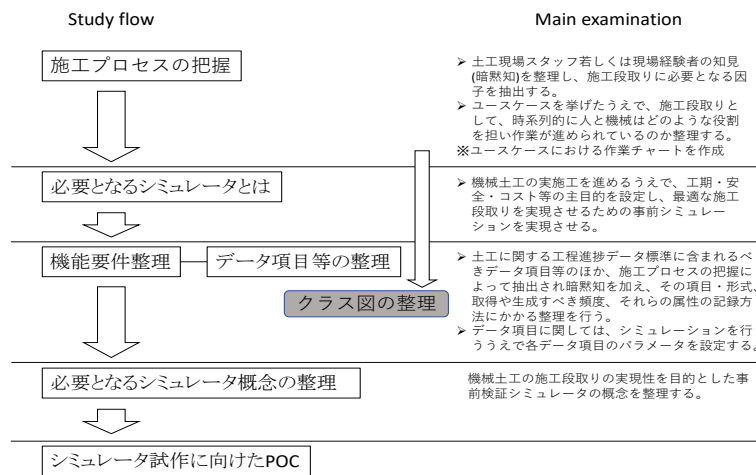 Study flow
Main examination
施工プロセスの把握
➢ 土工現場スタッフ若しくは現場経験者の知見
(暗黙知)を整理し、施工段取りに必要となる因
子を抽出する。
➢ ユースケースを挙げたうえで、施工段取りと
して、時系列的に人と機械はどのような役割
を担い作業が進められているのか整理する。
※ユースケースにおける作業チャートを作成
必要となるシミュレータとは
➢ 機械土工の実施工を進めるうえで、工期・安
全・コスト等の主目的を設定し、最適な施工
段取りを実現させるための事前シミュレー
ションを実現させる。
機能要件整理
データ項目等の整理
クラス図の整理
➢ 土工に関する工程進捗データ標準に含まれるべ
きデータ項目等のほか、施工プロセスの把握に
よって抽出され暗黙知を加え、その項目・形式、
取得や生成すべき頻度、それらの属性の記録方
法にかかる整理を行う。
➢ データ項目に関しては、シミュレーションを行
ううえで各データ項目のパラメータを設定する。
必要となるシミュレータ概念の整理
機械土工の施工段取りの実現性を目的とした事
前検証シミュレータの概念を整理する。
シミュレータ試作に向けたPOC